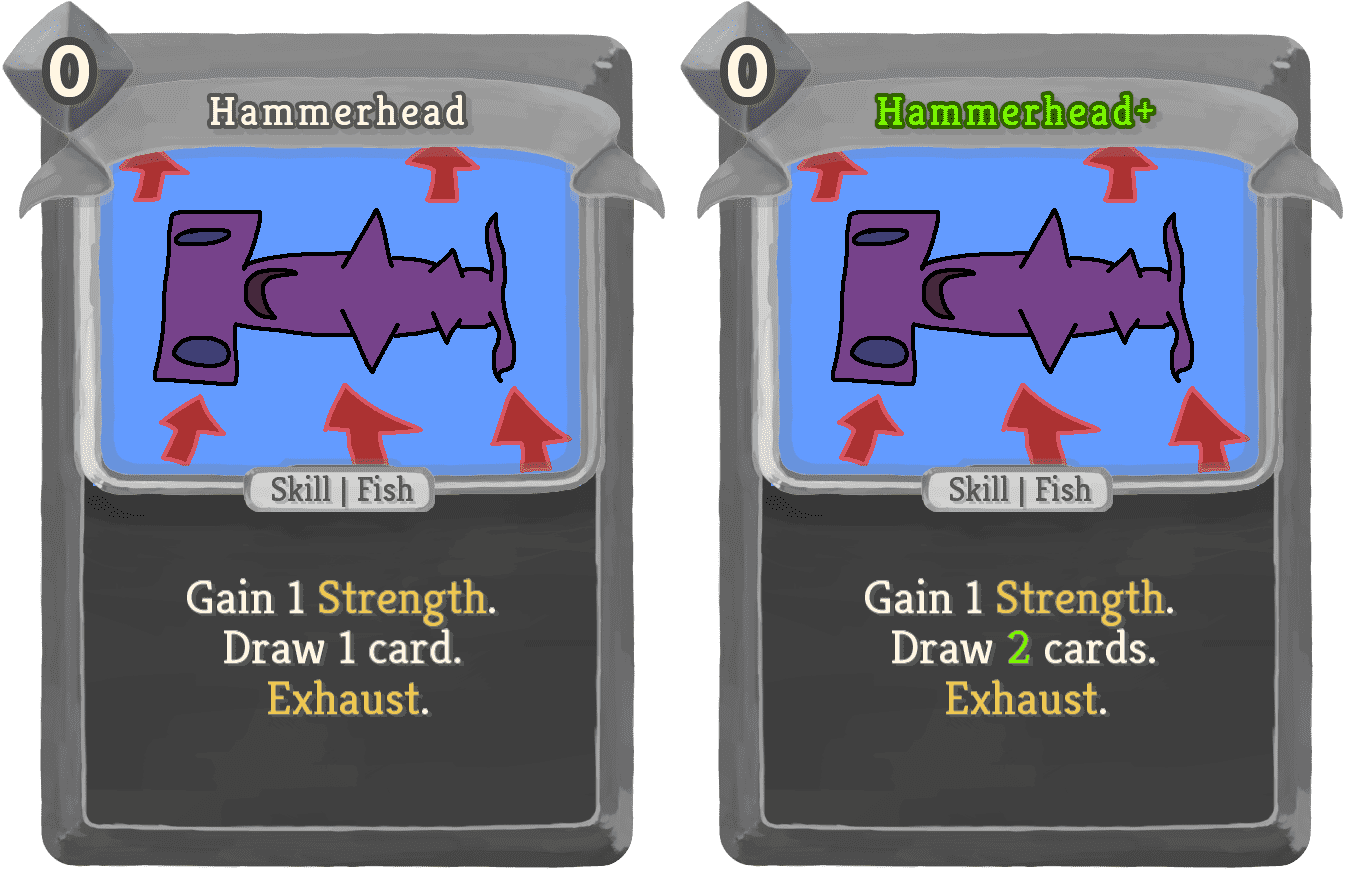 0
Hammerhead
Skill | Fish
Gain 1 Strength.
Draw 1 card.
Exhaust.
0
Hammerhead+
Skill | Fish
Gain 1 Strength.
Draw 2 cards.
Exhaust.